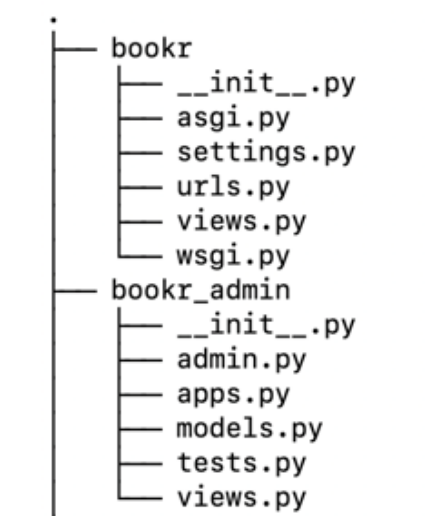 .
├── bookr
│   ├── __init__.py
│   ├── asgi.py
│   ├── settings.py
│   ├── urls.py
│   ├── views.py
│   └── wsgi.py
├── bookr_admin
│   ├── __init__.py
│   ├── admin.py
│   ├── apps.py
│   ├── models.py
│   ├── tests.py
│   └── views.py